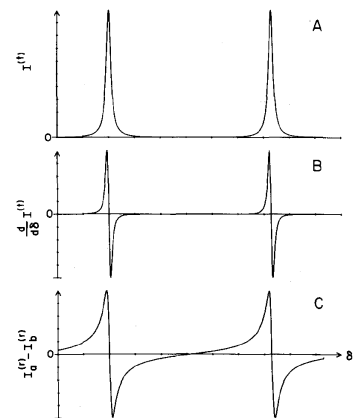 A
I^(t)
0
B
d/dδ I^(t)
0
C
I_a^(r) - I_b^(r)
0
δ